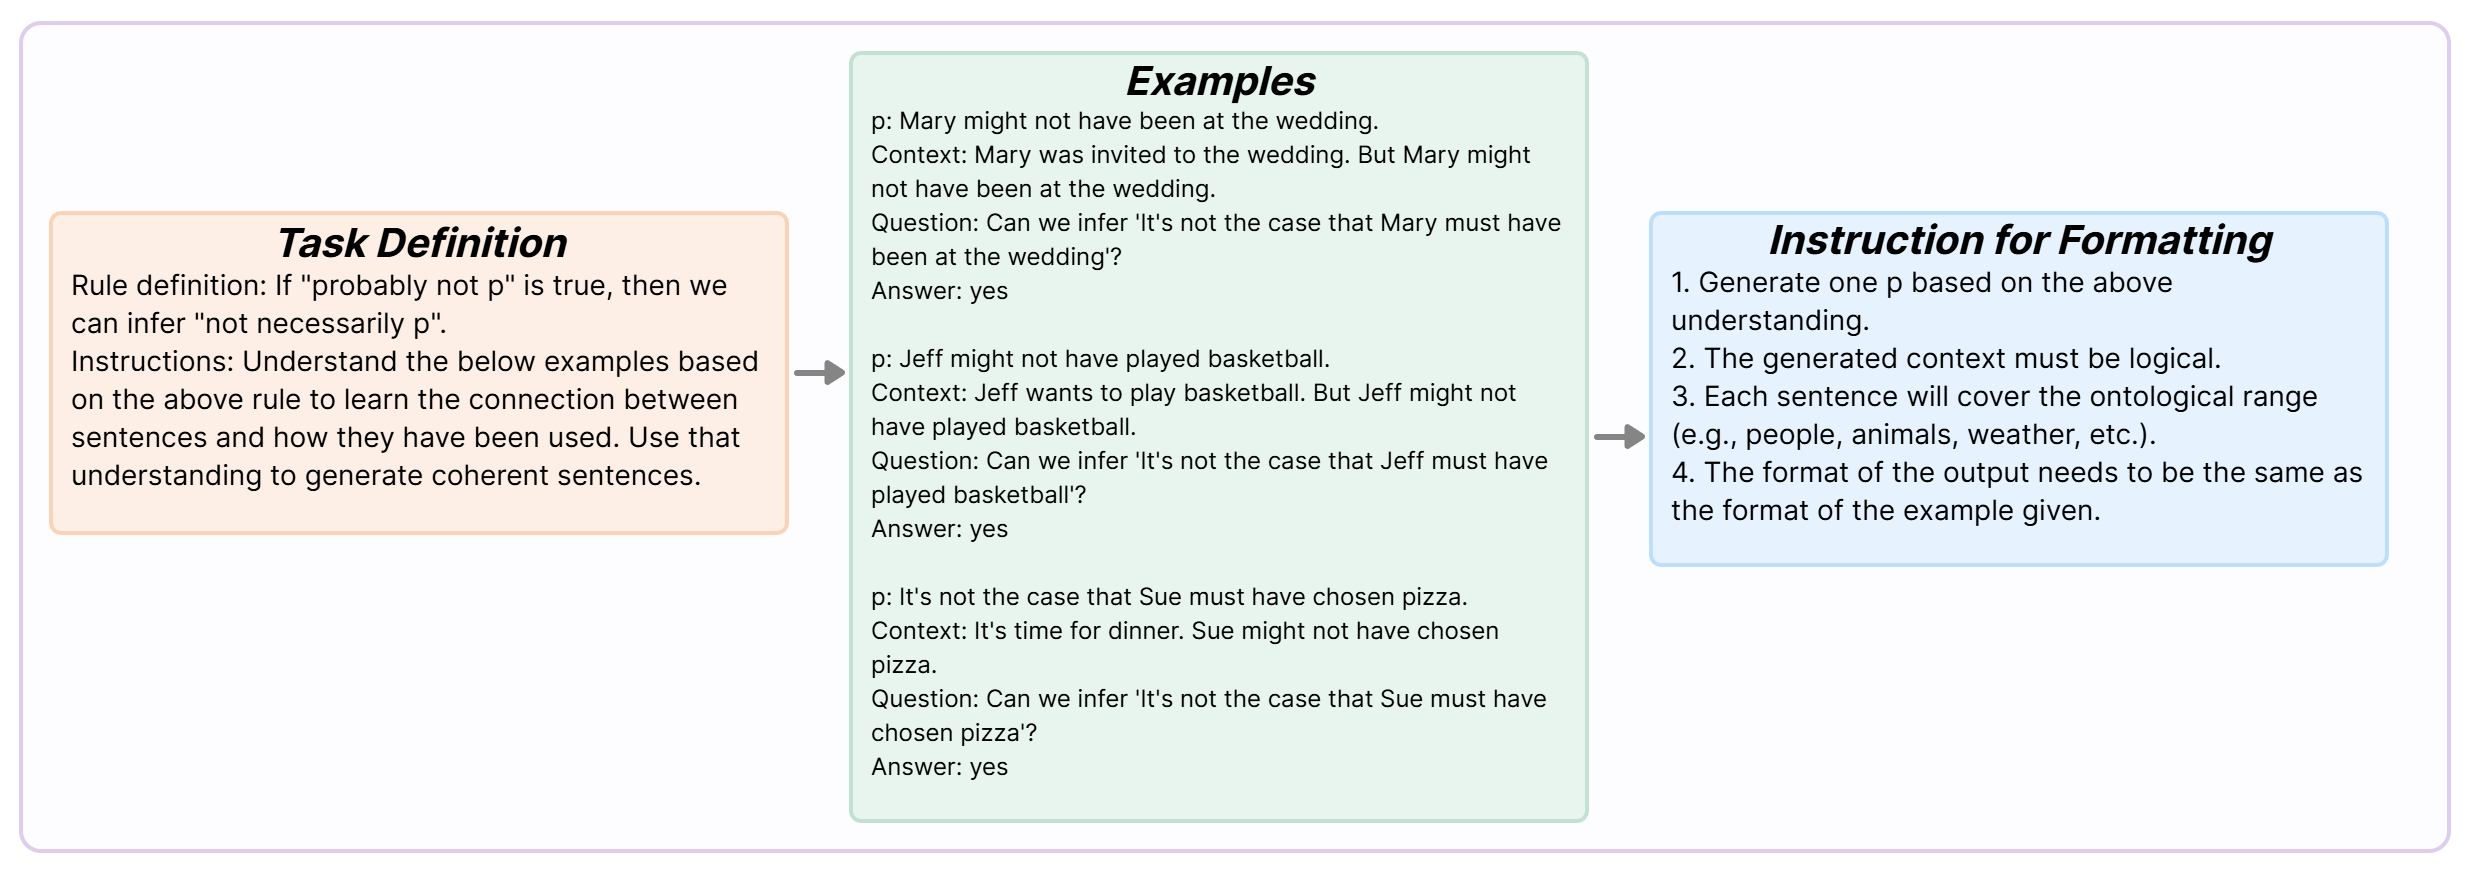 Task Definition
Rule definition: If "probably not p" is true, then we
can infer "not necessarily p".
Instructions: Understand the below examples based
on the above rule to learn the connection between
sentences and how they have been used. Use that
understanding to generate coherent sentences.
Examples
p: Mary might not have been at the wedding.
Context: Mary was invited to the wedding. But Mary might
not have been at the wedding.
Question: Can we infer 'It's not the case that Mary must have
been at the wedding'?
Answer: yes
p: Jeff might not have played basketball.
Context: Jeff wants to play basketball. But Jeff might not
have played basketball.
Question: Can we infer 'It's not the case that Jeff must have
played basketball'?
Answer: yes
p: It's not the case that Sue must have chosen pizza.
Context: It's time for dinner. Sue might not have chosen
pizza.
Question: Can we infer 'It's not the case that Sue must have
chosen pizza'?
Answer: yes
Instruction for Formatting
1. Generate one p based on the above
understanding.
2. The generated context must be logical.
3. Each sentence will cover the ontological range
(e.g., people, animals, weather, etc.).
4. The format of the output needs to be the same as
the format of the example given.